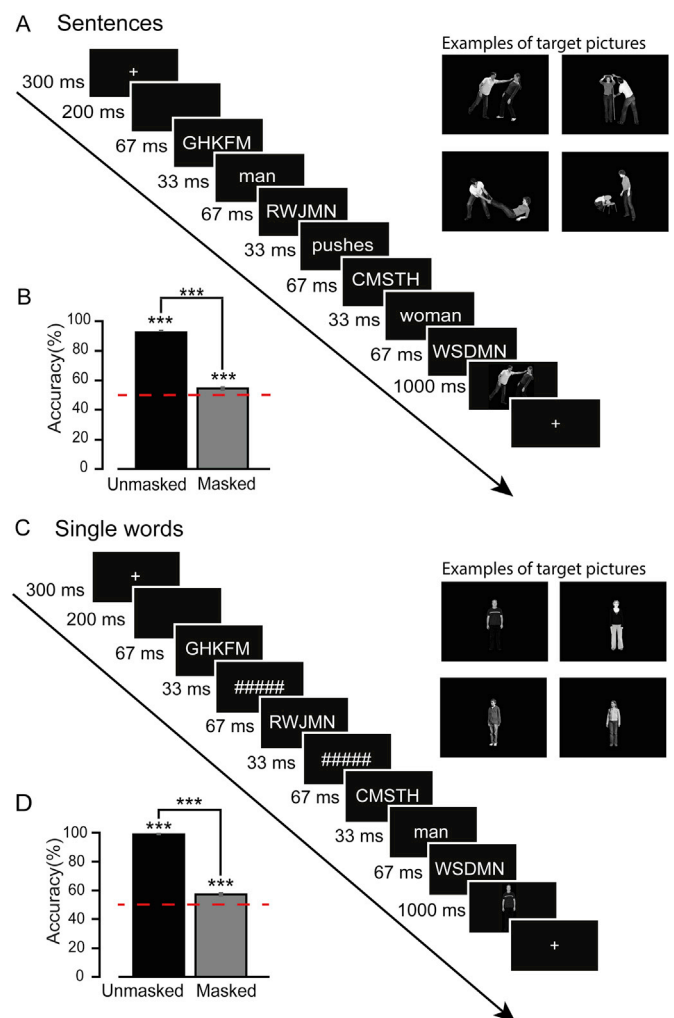 A Sentences
Examples of target pictures
+
300 ms
200 ms
67 ms
GHKFM
33 ms
man
67 ms
RWJMN
33 ms
pushes
67 ms
CMSTH
33 ms
woman
67 ms
WSDMN
1000 ms
+
B
***
***
***
Accuracy(%)
100
80
60
40
20
0
Unmasked Masked
C Single words
Examples of target pictures
+
300 ms
200 ms
67 ms
GHKFM
33 ms
#####
67 ms
RWJMN
33 ms
#####
67 ms
CMSTH
33 ms
man
67 ms
WSDMN
1000 ms
+
D
***
***
***
Accuracy(%)
100
80
60
40
20
0
Unmasked Masked